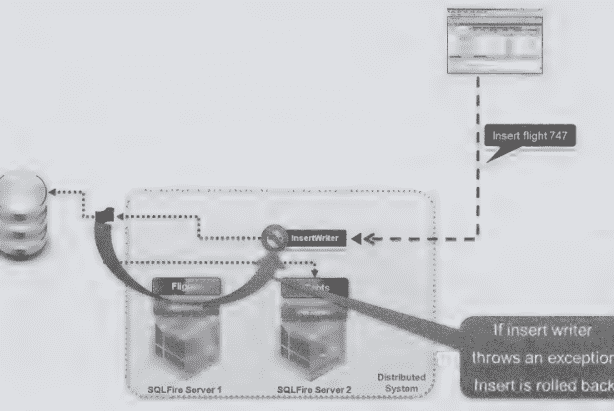 Insert flight 747
InsertWriter
If insert writer
throws an exception
Insert is rolled back
Distributed
System
SQLFire Server 1
SQLFire Server 2